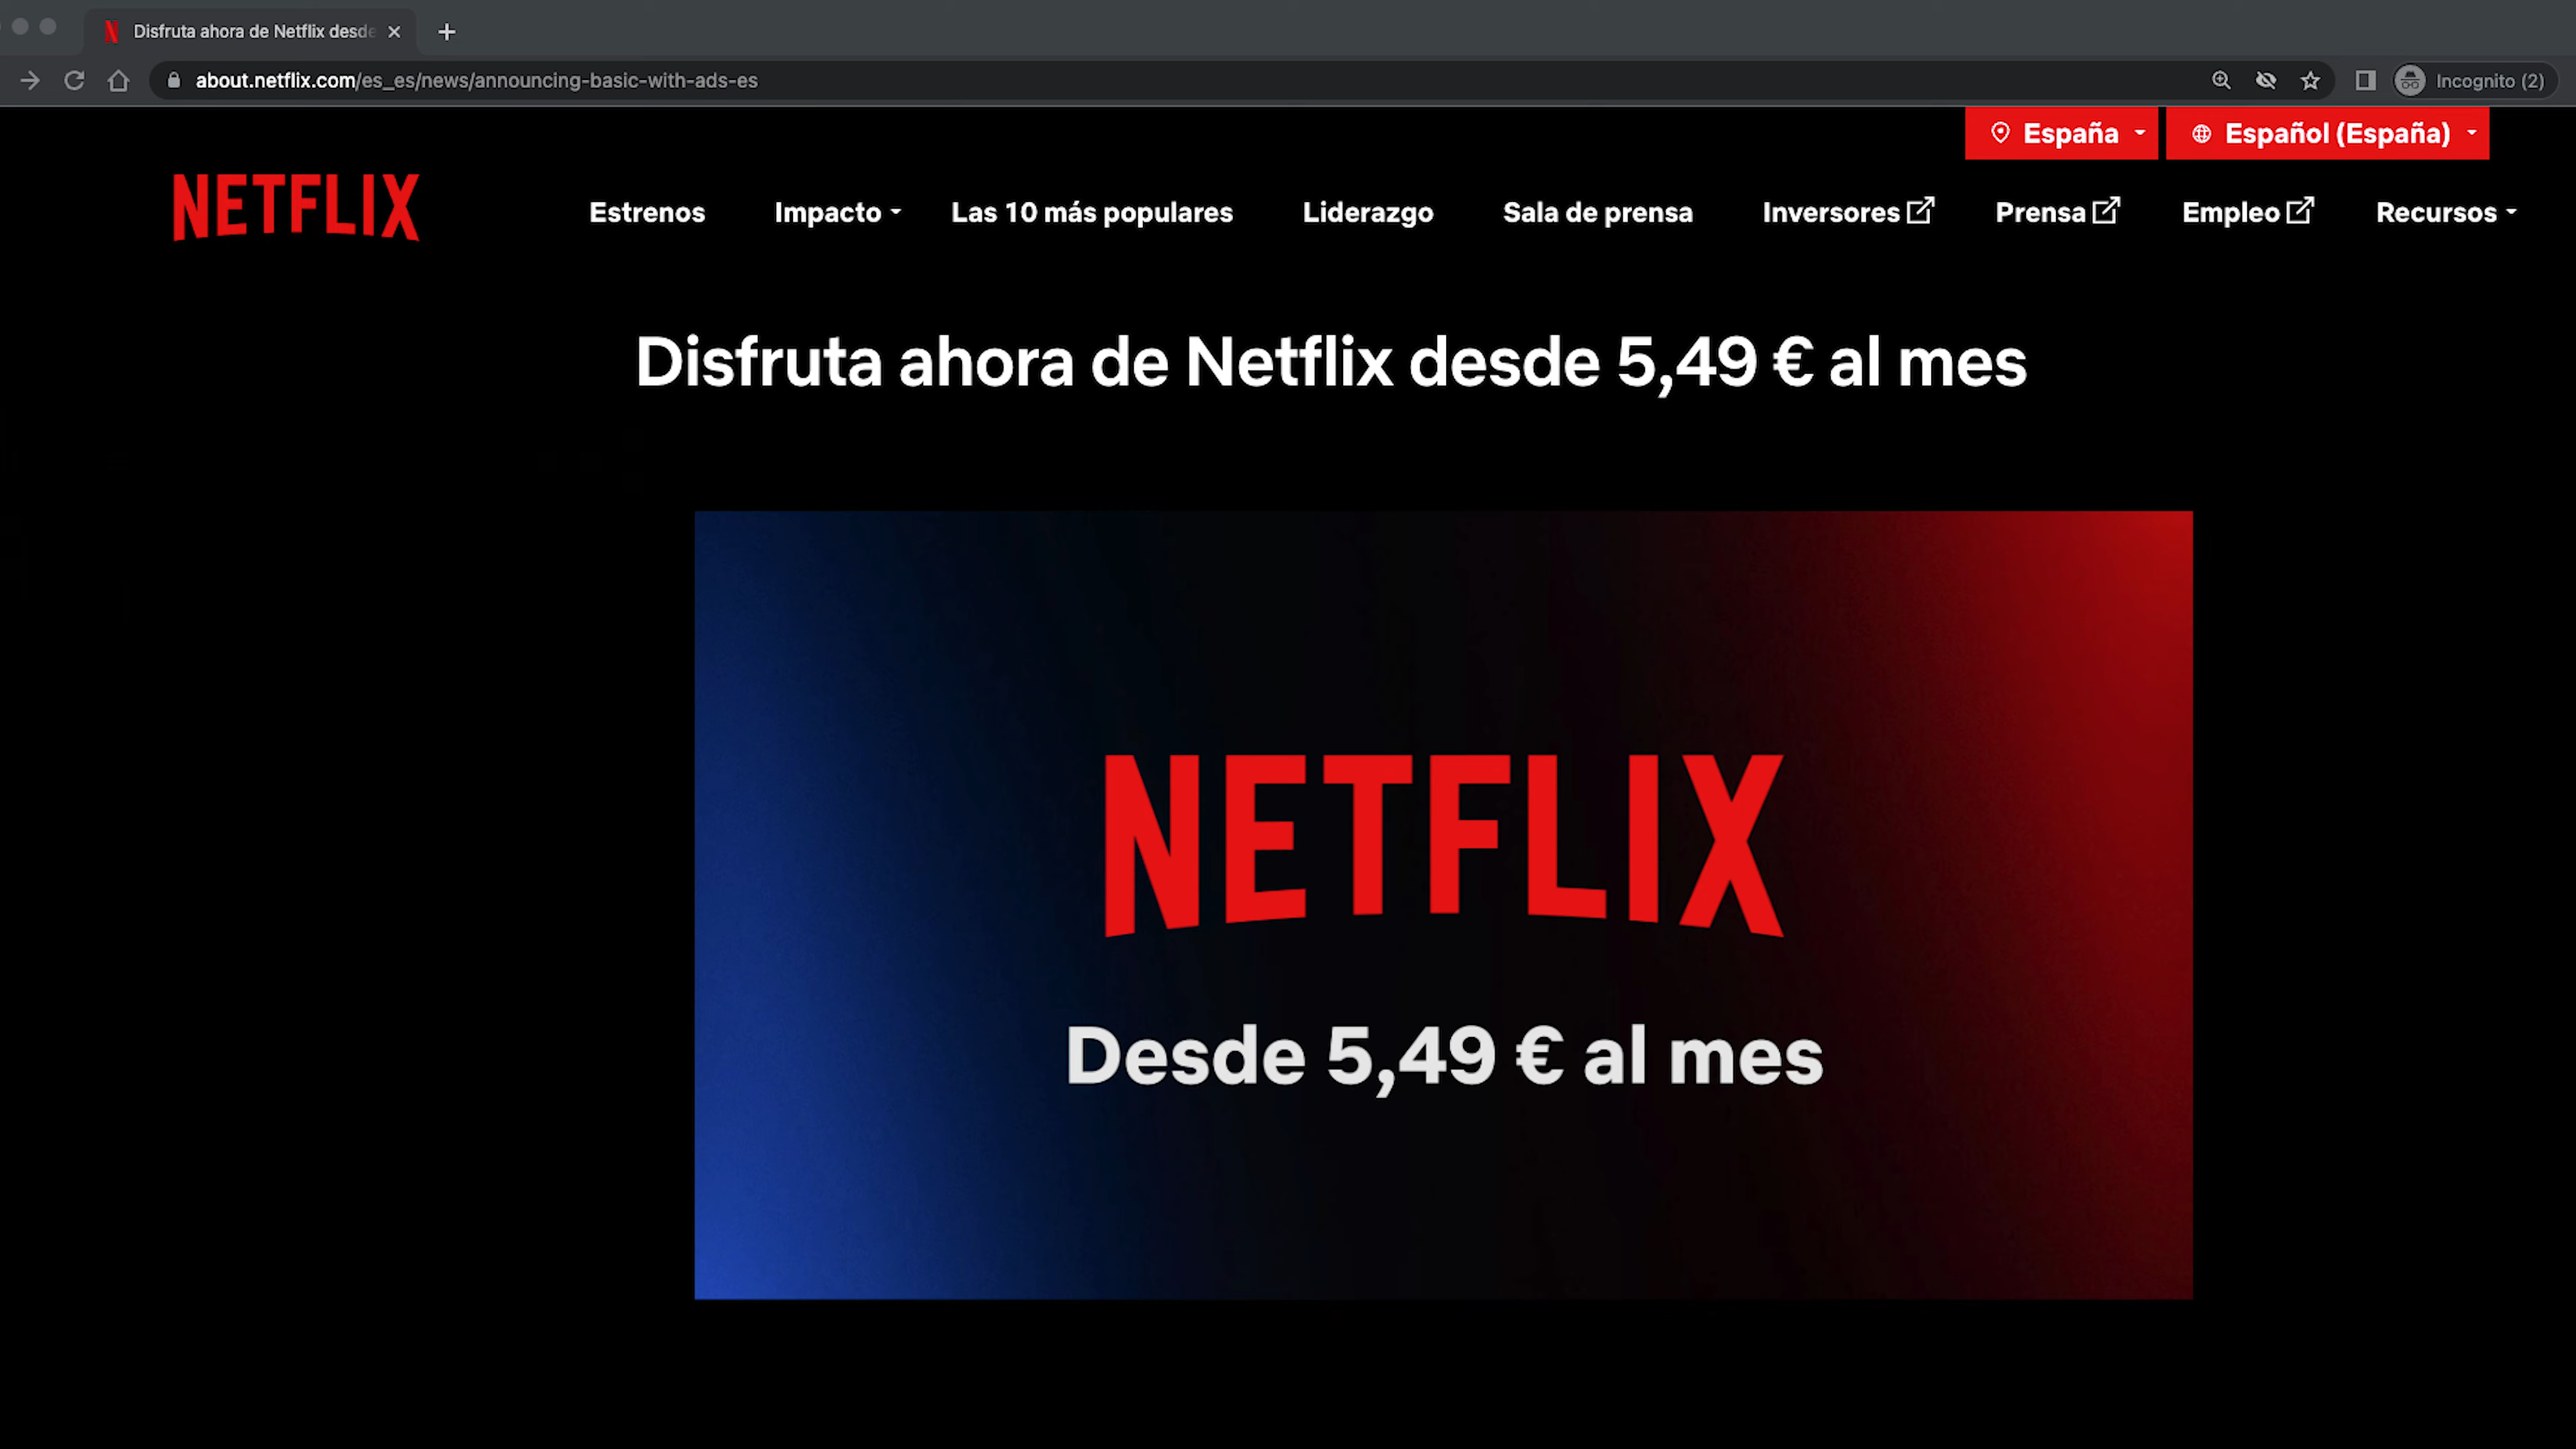 Disfruta ahora de Netflix desde
about.netflix.com/es_es/news/announcing-basic-with-ads-es
Incognito (2)
España
Español (España)
NETFLIX
Estrenos
Impacto
Las 10 más populares
Liderazgo
Sala de prensa
Inversores
Prensa
Empleo
Recursos
Disfruta ahora de Netflix desde 5,49 € al mes
NETFLIX
Desde 5,49 € al mes